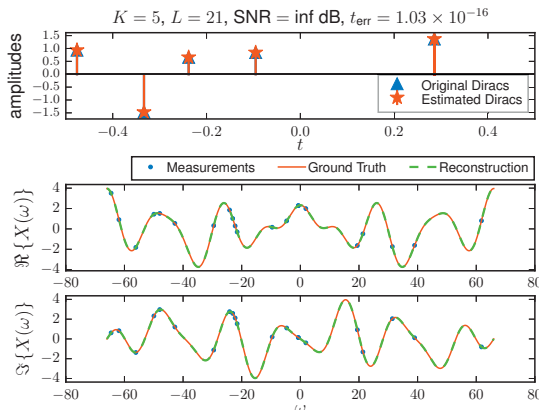 K = 5, L = 21, SNR = inf dB, t_err = 1.03 × 10^−16
amplitudes
1.5
1.0
0.5
0.0
−0.5
−1.0
−1.5
Original Diracs
Estimated Diracs
−0.4 −0.2 0.0 0.2 0.4
t
Measurements Ground Truth Reconstruction
ℜ{X(ω)}
4
2
0
−2
−4
−80 −60 −40 −20 0 20 40 60 80
ℑ{X(ω)}
4
2
0
−2
−4
−80 −60 −40 −20 0 20 40 60 80